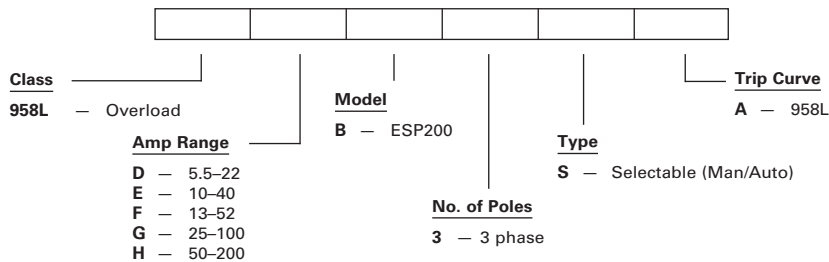 Class
958L — Overload
Amp Range
D — 5.5–22
E — 10–40
F — 13–52
G — 25–100
H — 50–200
Model
B — ESP200
No. of Poles
3 — 3 phase
Type
S — Selectable (Man/Auto)
Trip Curve
A — 958L